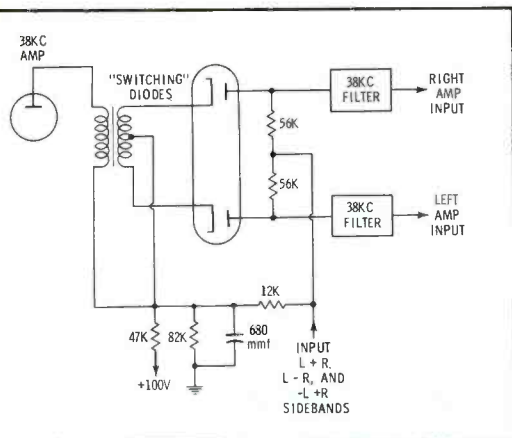 38KC
AMP
"SWITCHING"
DIODES
38KC
FILTER
RIGHT
AMP
INPUT
56K
56K
38KC
FILTER
LEFT
AMP
INPUT
12K
47K
82K
680
mmf
+100V
INPUT
L + R,
L - R, AND
-L +R
SIDEBANDS